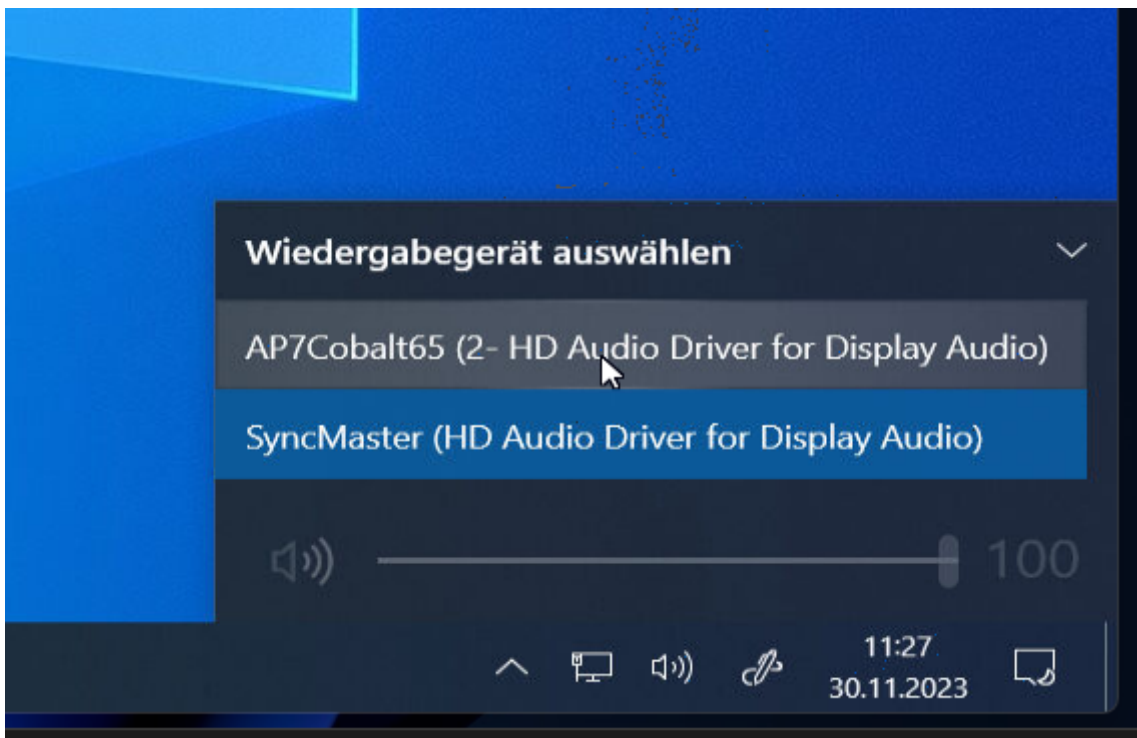 Wiedergabegerät auswählen
AP7Cobalt65 (2- HD Audio Driver for Display Audio)
SyncMaster (HD Audio Driver for Display Audio)
100
11:27
30.11.2023